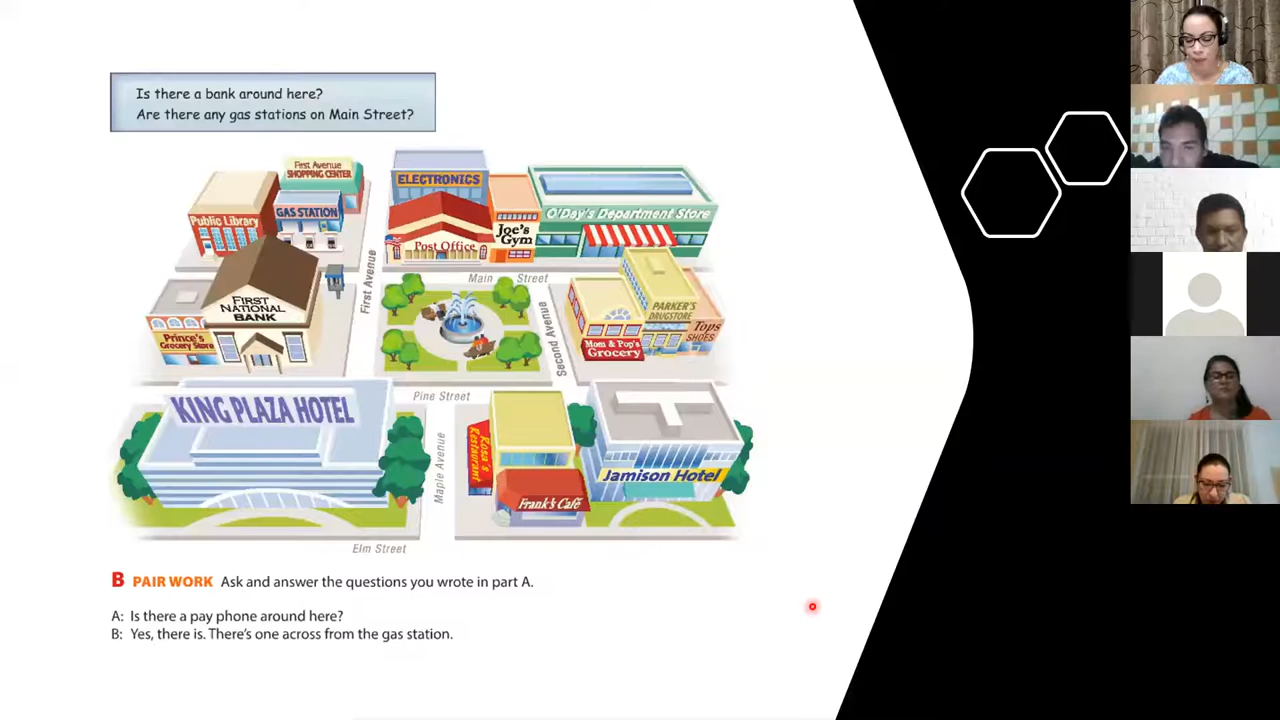 Is there a bank around here?
Are there any gas stations on Main Street?
First Avenue
SHOPPING CENTER
Public Library
GAS STATION
ELECTRONICS
Post Office
Joe's
Gym
O'Day's Department Store
Main Street
First Avenue
Second Avenue
FIRST
NATIONAL
BANK
Prince's
Grocery Store
PARKER'S
DRUGSTORE
Tops
SHOES
Mom & Pop's
Grocery
Pine Street
KING PLAZA HOTEL
Maple Avenue
Rosa's
Restaurant
Frank's Café
Jamison Hotel
Elm Street
B PAIR WORK Ask and answer the questions you wrote in part A.
A: Is there a pay phone around here?
B: Yes, there is. There's one across from the gas station.